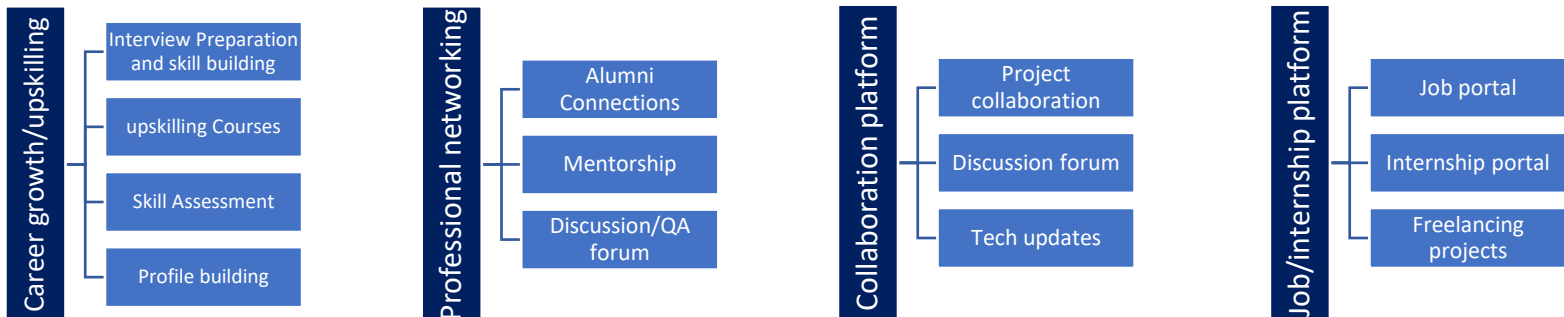 Career growth/upskilling
Interview Preparation
and skill building
upskilling Courses
Skill Assessment
Profile building
Professional networking
Alumni
Connections
Mentorship
Discussion/QA
forum
Collaboration platform
Project
collaboration
Discussion forum
Tech updates
Job/internship platform
Job portal
Internship portal
Freelancing
projects